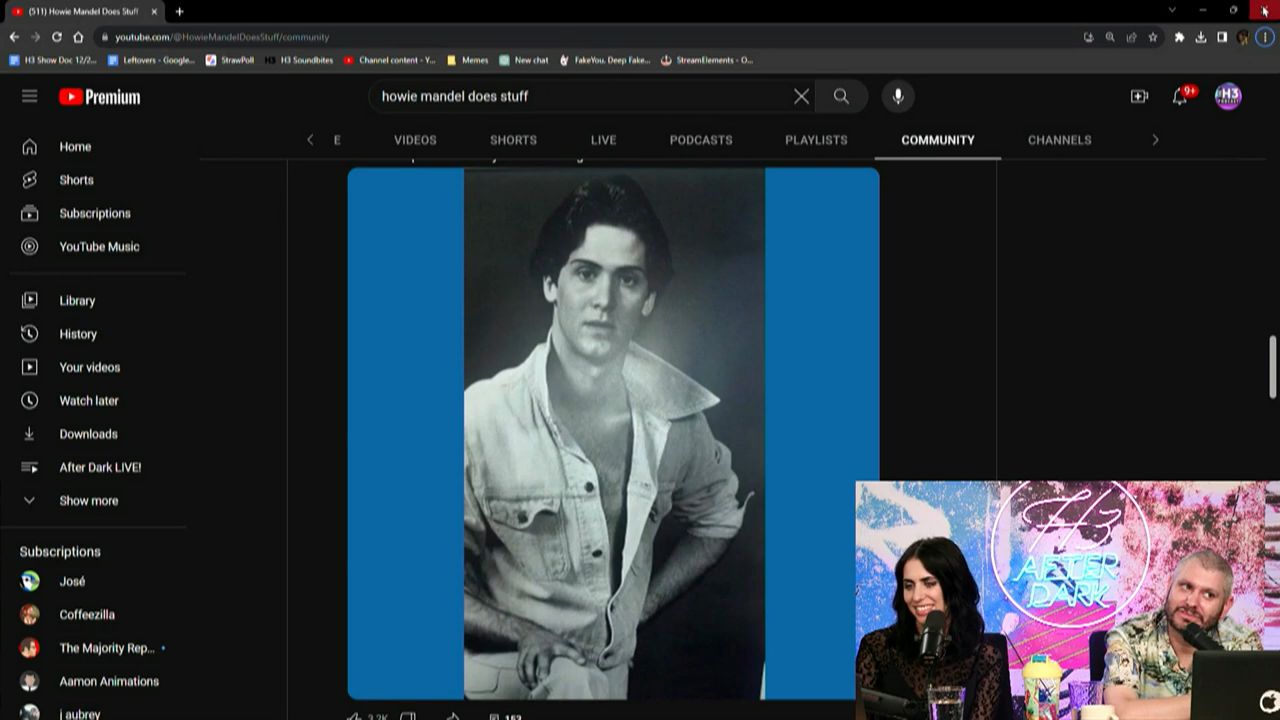 (511) Howie Mandel Does Stuff
youtube.com/@HowieMandelDoesStuff/community
H3 Show Doc 12/2...
Leftovers - Google...
StrawPoll
H3 Soundbites
Channel content - Y...
Memes
New chat
FakeYou. Deep Fake...
StreamElements - O...
Premium
howie mandel does stuff
9+
H3
PODCAST
E
VIDEOS
SHORTS
LIVE
PODCASTS
PLAYLISTS
COMMUNITY
CHANNELS
Home
Shorts
Subscriptions
YouTube Music
Library
History
Your videos
Watch later
Downloads
After Dark LIVE!
Show more
Subscriptions
José
Coffeezilla
The Majority Rep...
Aamon Animations
j aubrey
H3
AFTER
DARK